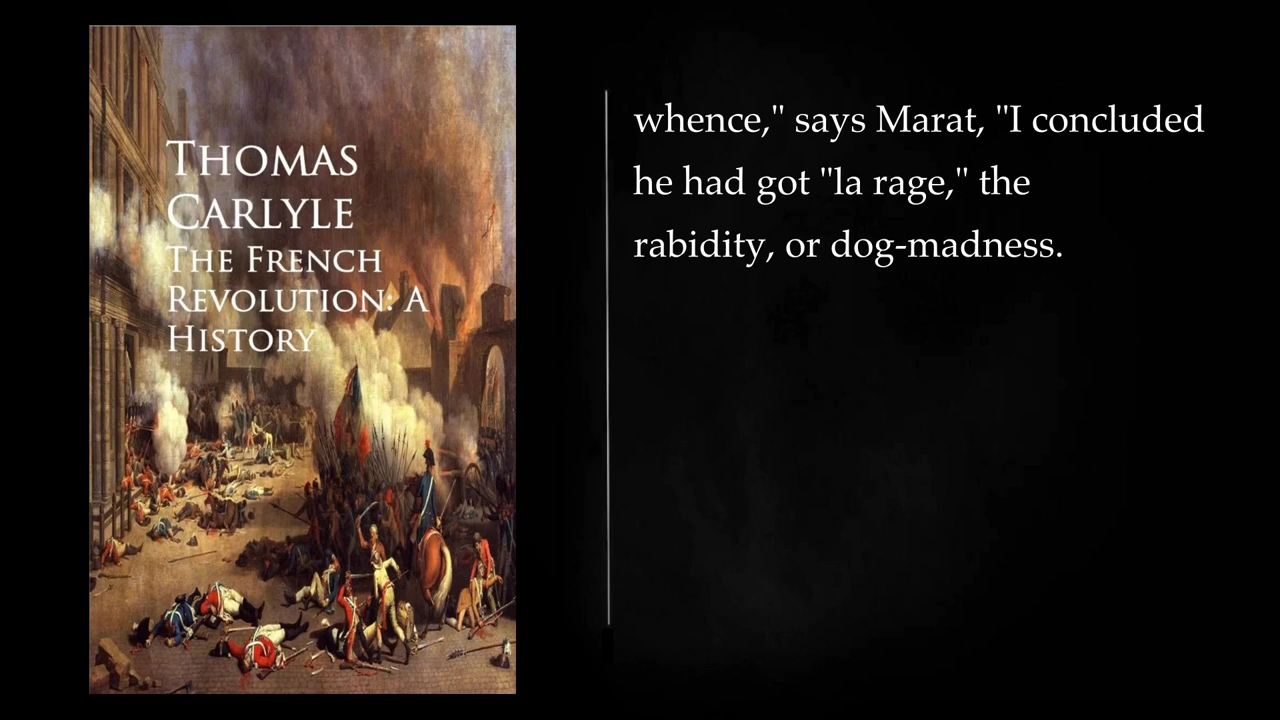 THOMAS
CARLYLE
THE FRENCH
REVOLUTION: A
HISTORY
whence," says Marat, "I concluded
he had got "la rage," the
rabidity, or dog-madness.